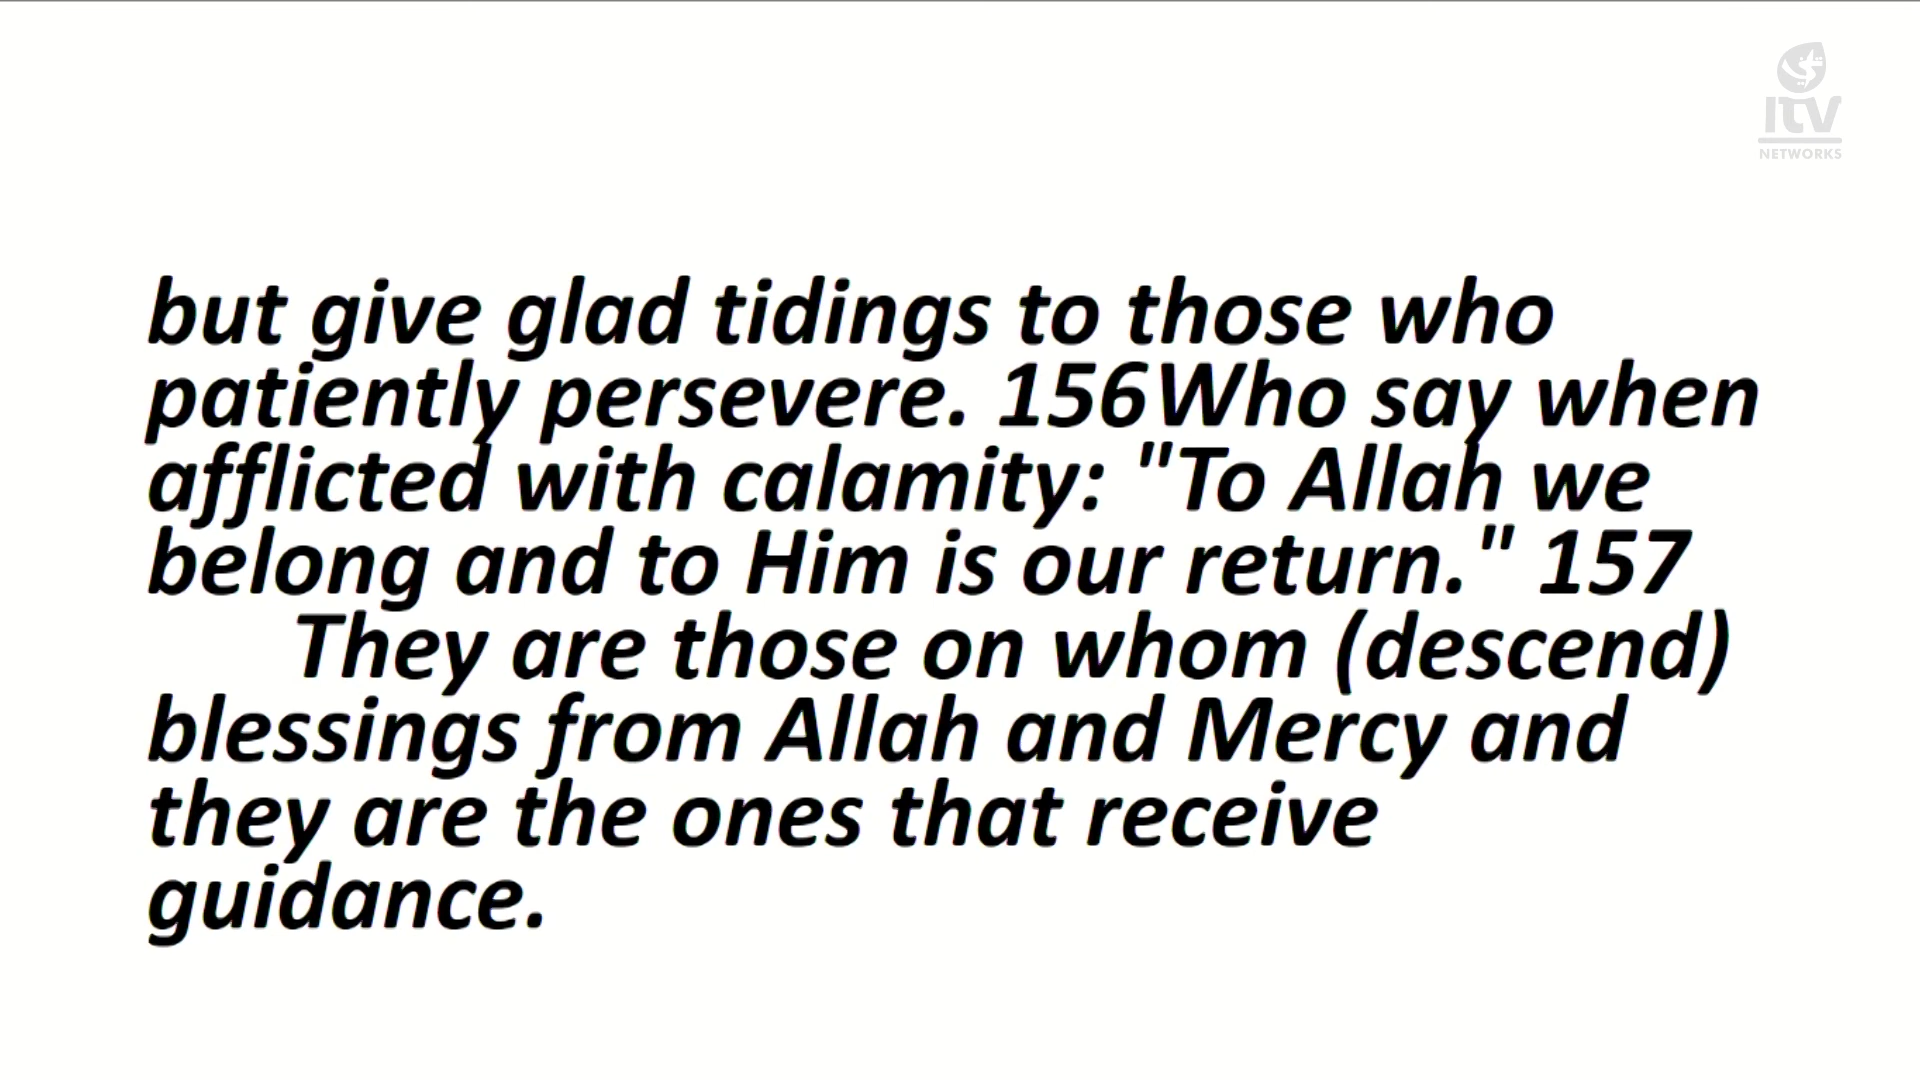 ITV
NETWORKS
but give glad tidings to those who
patiently persevere. 156Who say when
afflicted with calamity: "To Allah we
belong and to Him is our return." 157
They are those on whom (descend)
blessings from Allah and Mercy and
they are the ones that receive
guidance.